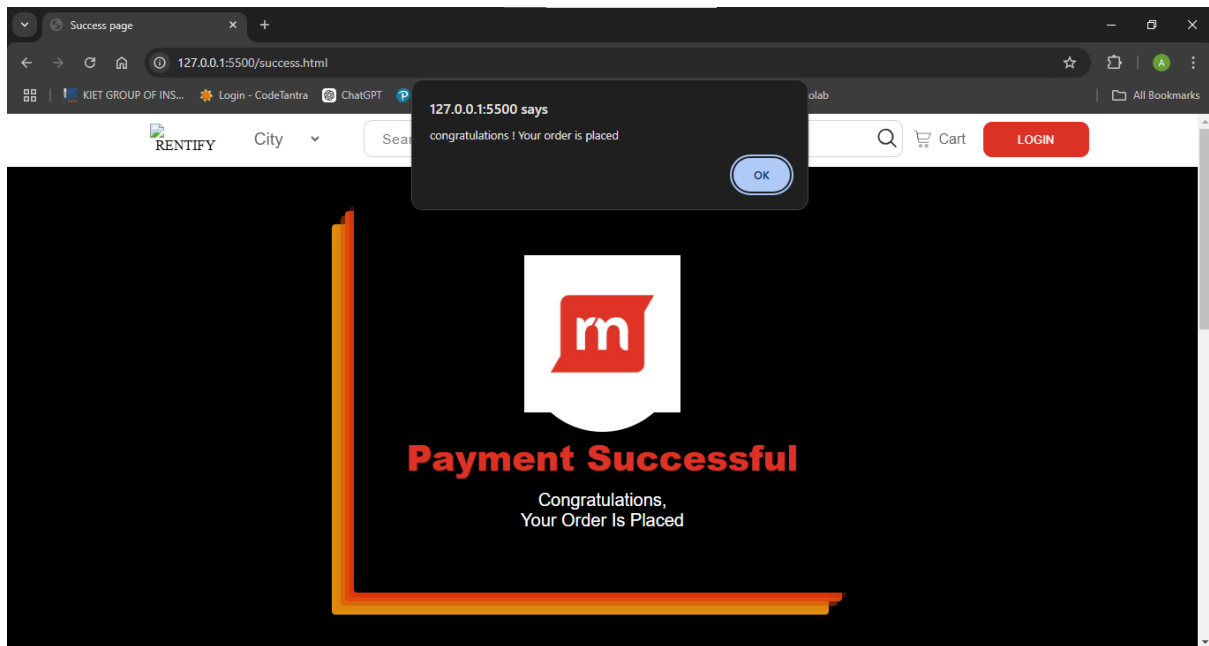 Success page
127.0.0.1:5500/success.html
A
KIET GROUP OF INS...
Login - CodeTantra
ChatGPT
P
olab
All Bookmarks
127.0.0.1:5500 says
congratulations ! Your order is placed
OK
RENTIFY
City
Sear
Cart
LOGIN
rm
Payment Successful
Congratulations,
Your Order Is Placed